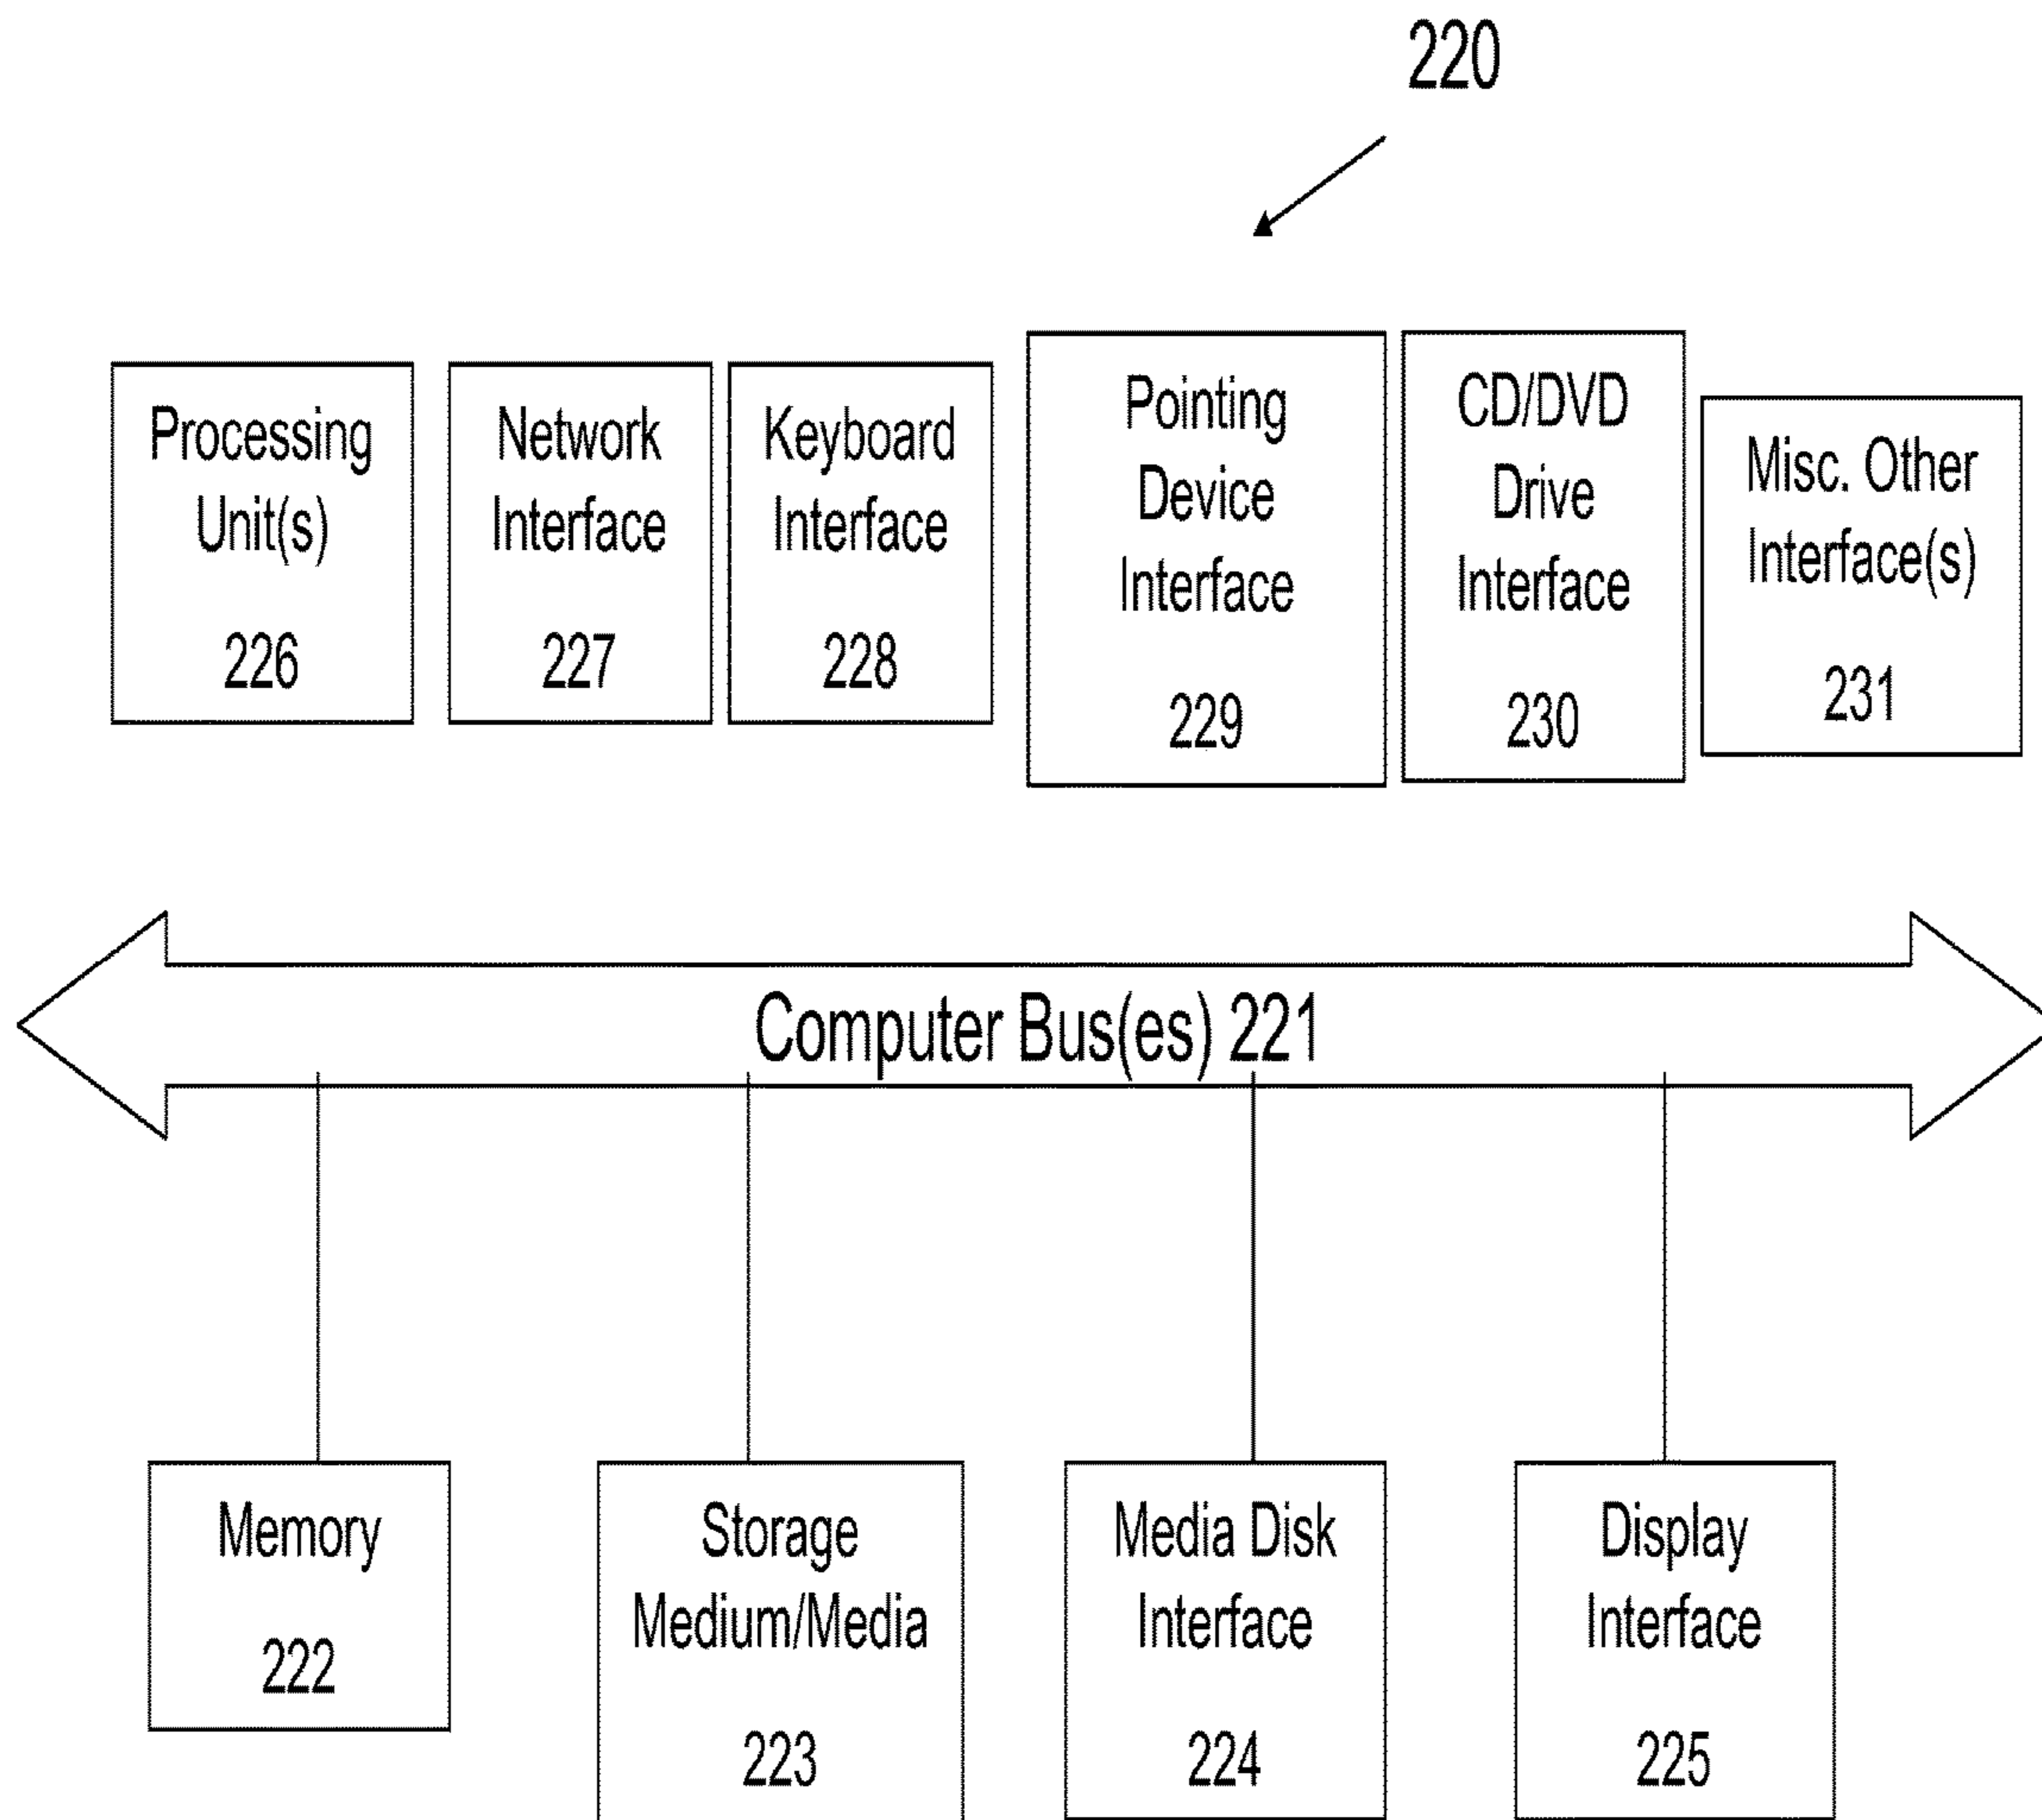 220
Processing
Unit(s)
226
Network
Interface
227
Keyboard
Interface
228
Pointing
Device
Interface
229
CD/DVD
Drive
Interface
230
Misc. Other
Interface(s)
231
Computer Bus(es) 221
Memory
222
Storage
Medium/Media
223
Media Disk
Interface
224
Display
Interface
225